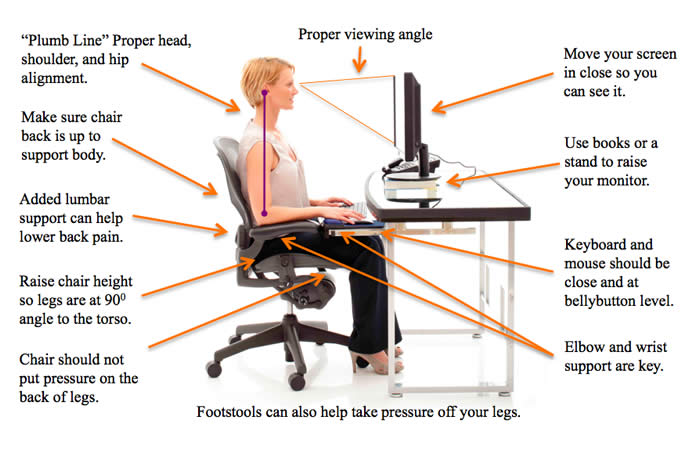 “Plumb Line” Proper head,
shoulder, and hip
alignment.
Make sure chair
back is up to
support body.
Added lumbar
support can help
lower back pain.
Raise chair height
so legs are at 90⁰
angle to the torso.
Chair should not
put pressure on the
back of legs.
Proper viewing angle
Move your screen
in close so you
can see it.
Use books or a
stand to raise
your monitor.
Keyboard and
mouse should be
close and at
bellybutton level.
Elbow and wrist
support are key.
Footstools can also help take pressure off your legs.